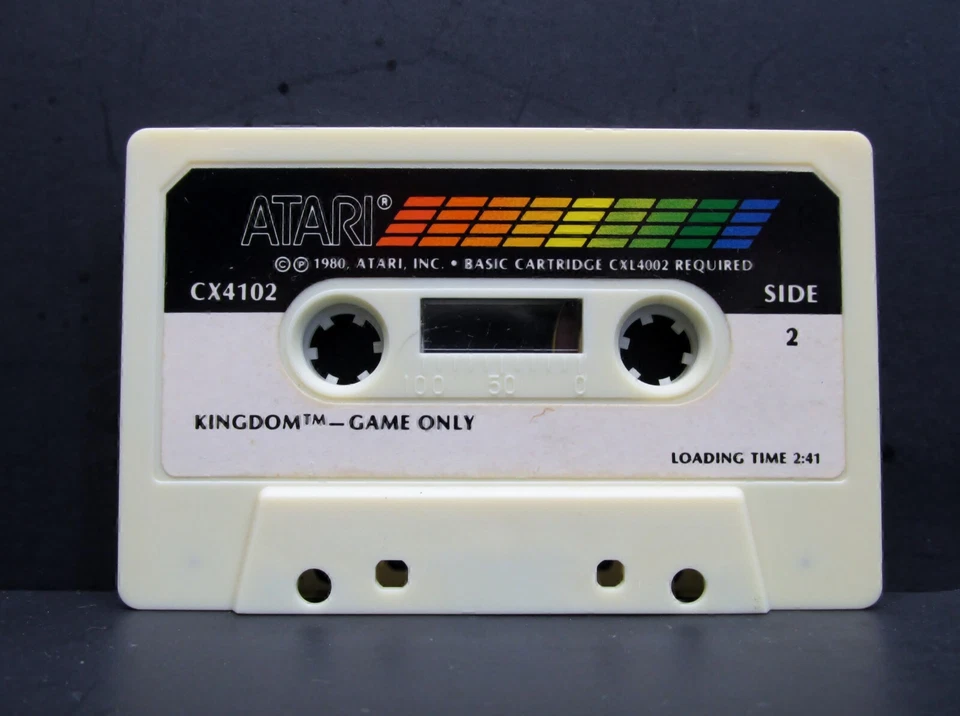 ATARI®
©℗ 1980, ATARI, INC. • BASIC CARTRIDGE CXL4002 REQUIRED
CX4102
SIDE
2
100 50 0
KINGDOM™—GAME ONLY
LOADING TIME 2:41